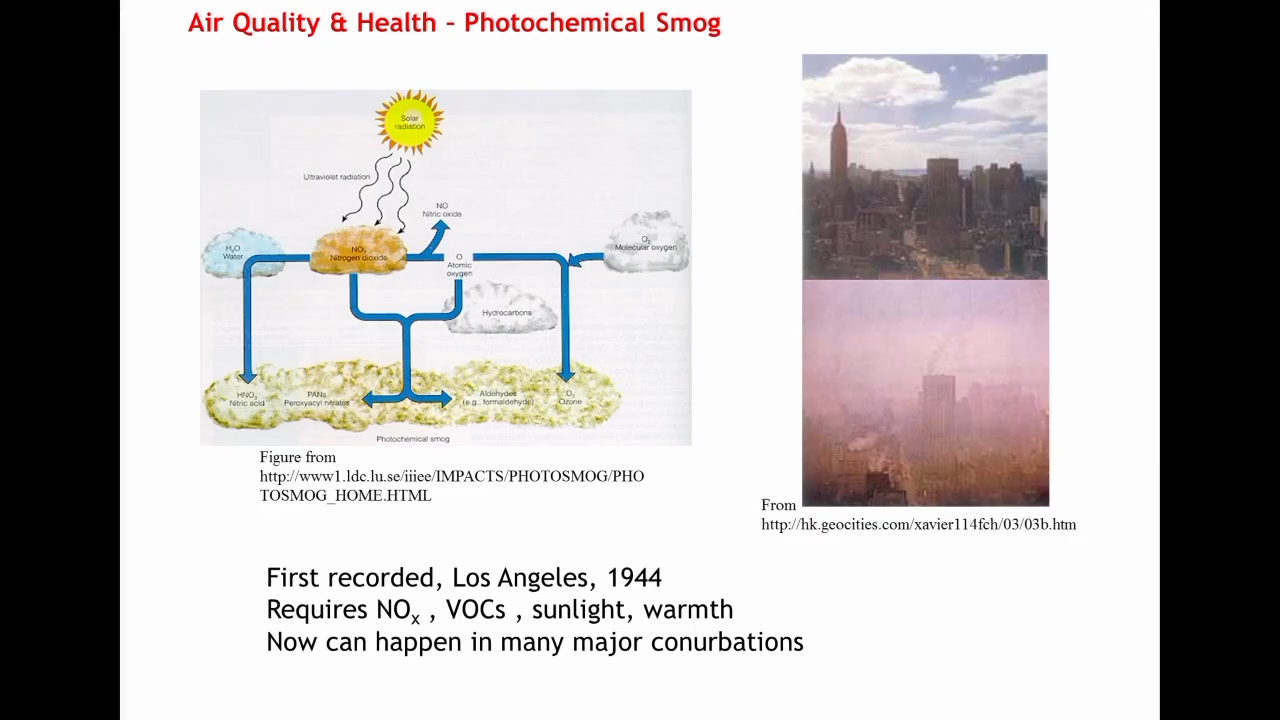 Air Quality & Health - Photochemical Smog
Solar
radiation
Ultraviolet radiation
NO
Nitric oxide
H₂O
Water
NO₂
Nitrogen dioxide
O
Atomic
oxygen
O₂
Molecular oxygen
Hydrocarbons
HNO₃
Nitric acid
PANs
Peroxyacyl nitrates
Aldehydes
(e.g., formaldehyde)
O₃
Ozone
Photochemical smog
Figure from
http://www1.ldc.lu.se/iiiee/IMPACTS/PHOTOSMOG/PHO
TOSMOG_HOME.HTML
From
http://hk.geocities.com/xavier114fch/03/03b.htm
First recorded, Los Angeles, 1944
Requires NOₓ , VOCs , sunlight, warmth
Now can happen in many major conurbations